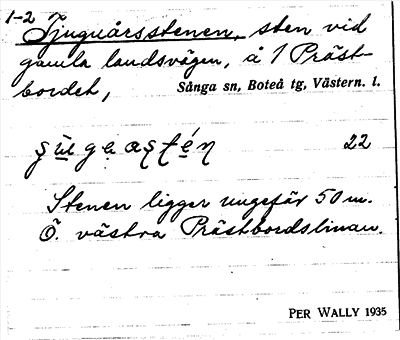 1-2 Tjuguårsstenen, sten vid
gamla landsvägen, å 1 Präst-
bordet, Sånga sn, Boteå tg, Västern. l.
22
Stenen ligger ungefär 50 m.
Ö. västra Prästbordslinan.
PER WALLY 1935